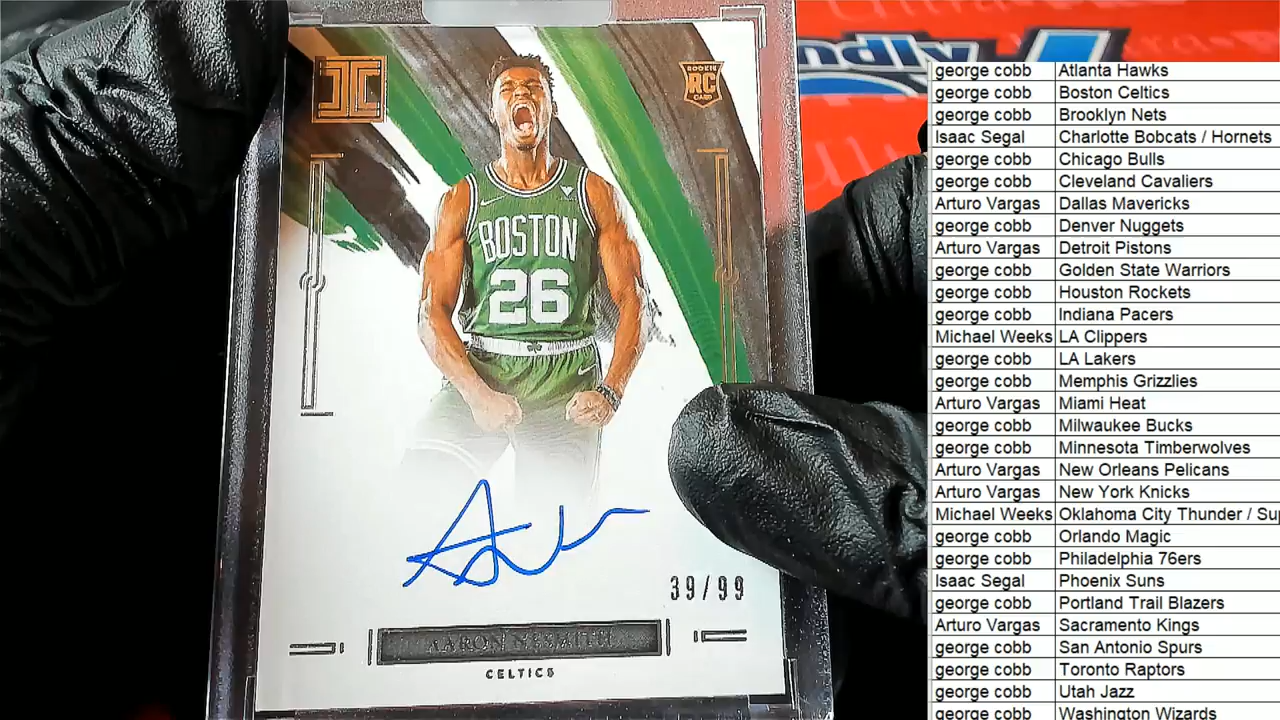 ROOKIE
RC
CARD
BOSTON
26
39/99
AARON NESMITH
CELTICS
george cobb Atlanta Hawks
george cobb Boston Celtics
george cobb Brooklyn Nets
Isaac Segal Charlotte Bobcats / Hornets
george cobb Chicago Bulls
george cobb Cleveland Cavaliers
Arturo Vargas Dallas Mavericks
george cobb Denver Nuggets
Arturo Vargas Detroit Pistons
george cobb Golden State Warriors
george cobb Houston Rockets
george cobb Indiana Pacers
Michael Weeks LA Clippers
george cobb LA Lakers
george cobb Memphis Grizzlies
Arturo Vargas Miami Heat
george cobb Milwaukee Bucks
george cobb Minnesota Timberwolves
Arturo Vargas New Orleans Pelicans
Arturo Vargas New York Knicks
Michael Weeks Oklahoma City Thunder / Su
george cobb Orlando Magic
george cobb Philadelphia 76ers
Isaac Segal Phoenix Suns
george cobb Portland Trail Blazers
Arturo Vargas Sacramento Kings
george cobb San Antonio Spurs
george cobb Toronto Raptors
george cobb Utah Jazz
george cobb Washington Wizards